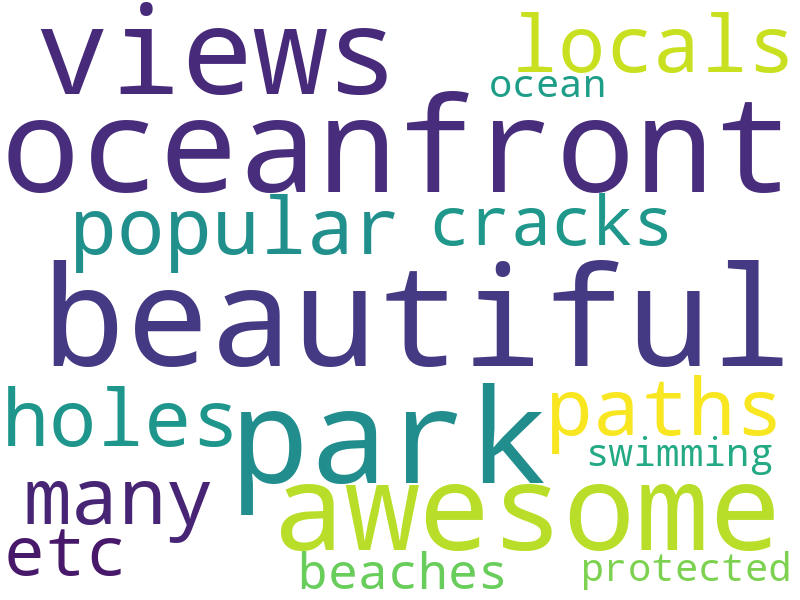 views locals
ocean
oceanfront
popular cracks
beautiful
holes park paths
swimming
many awesome
etc beaches protected